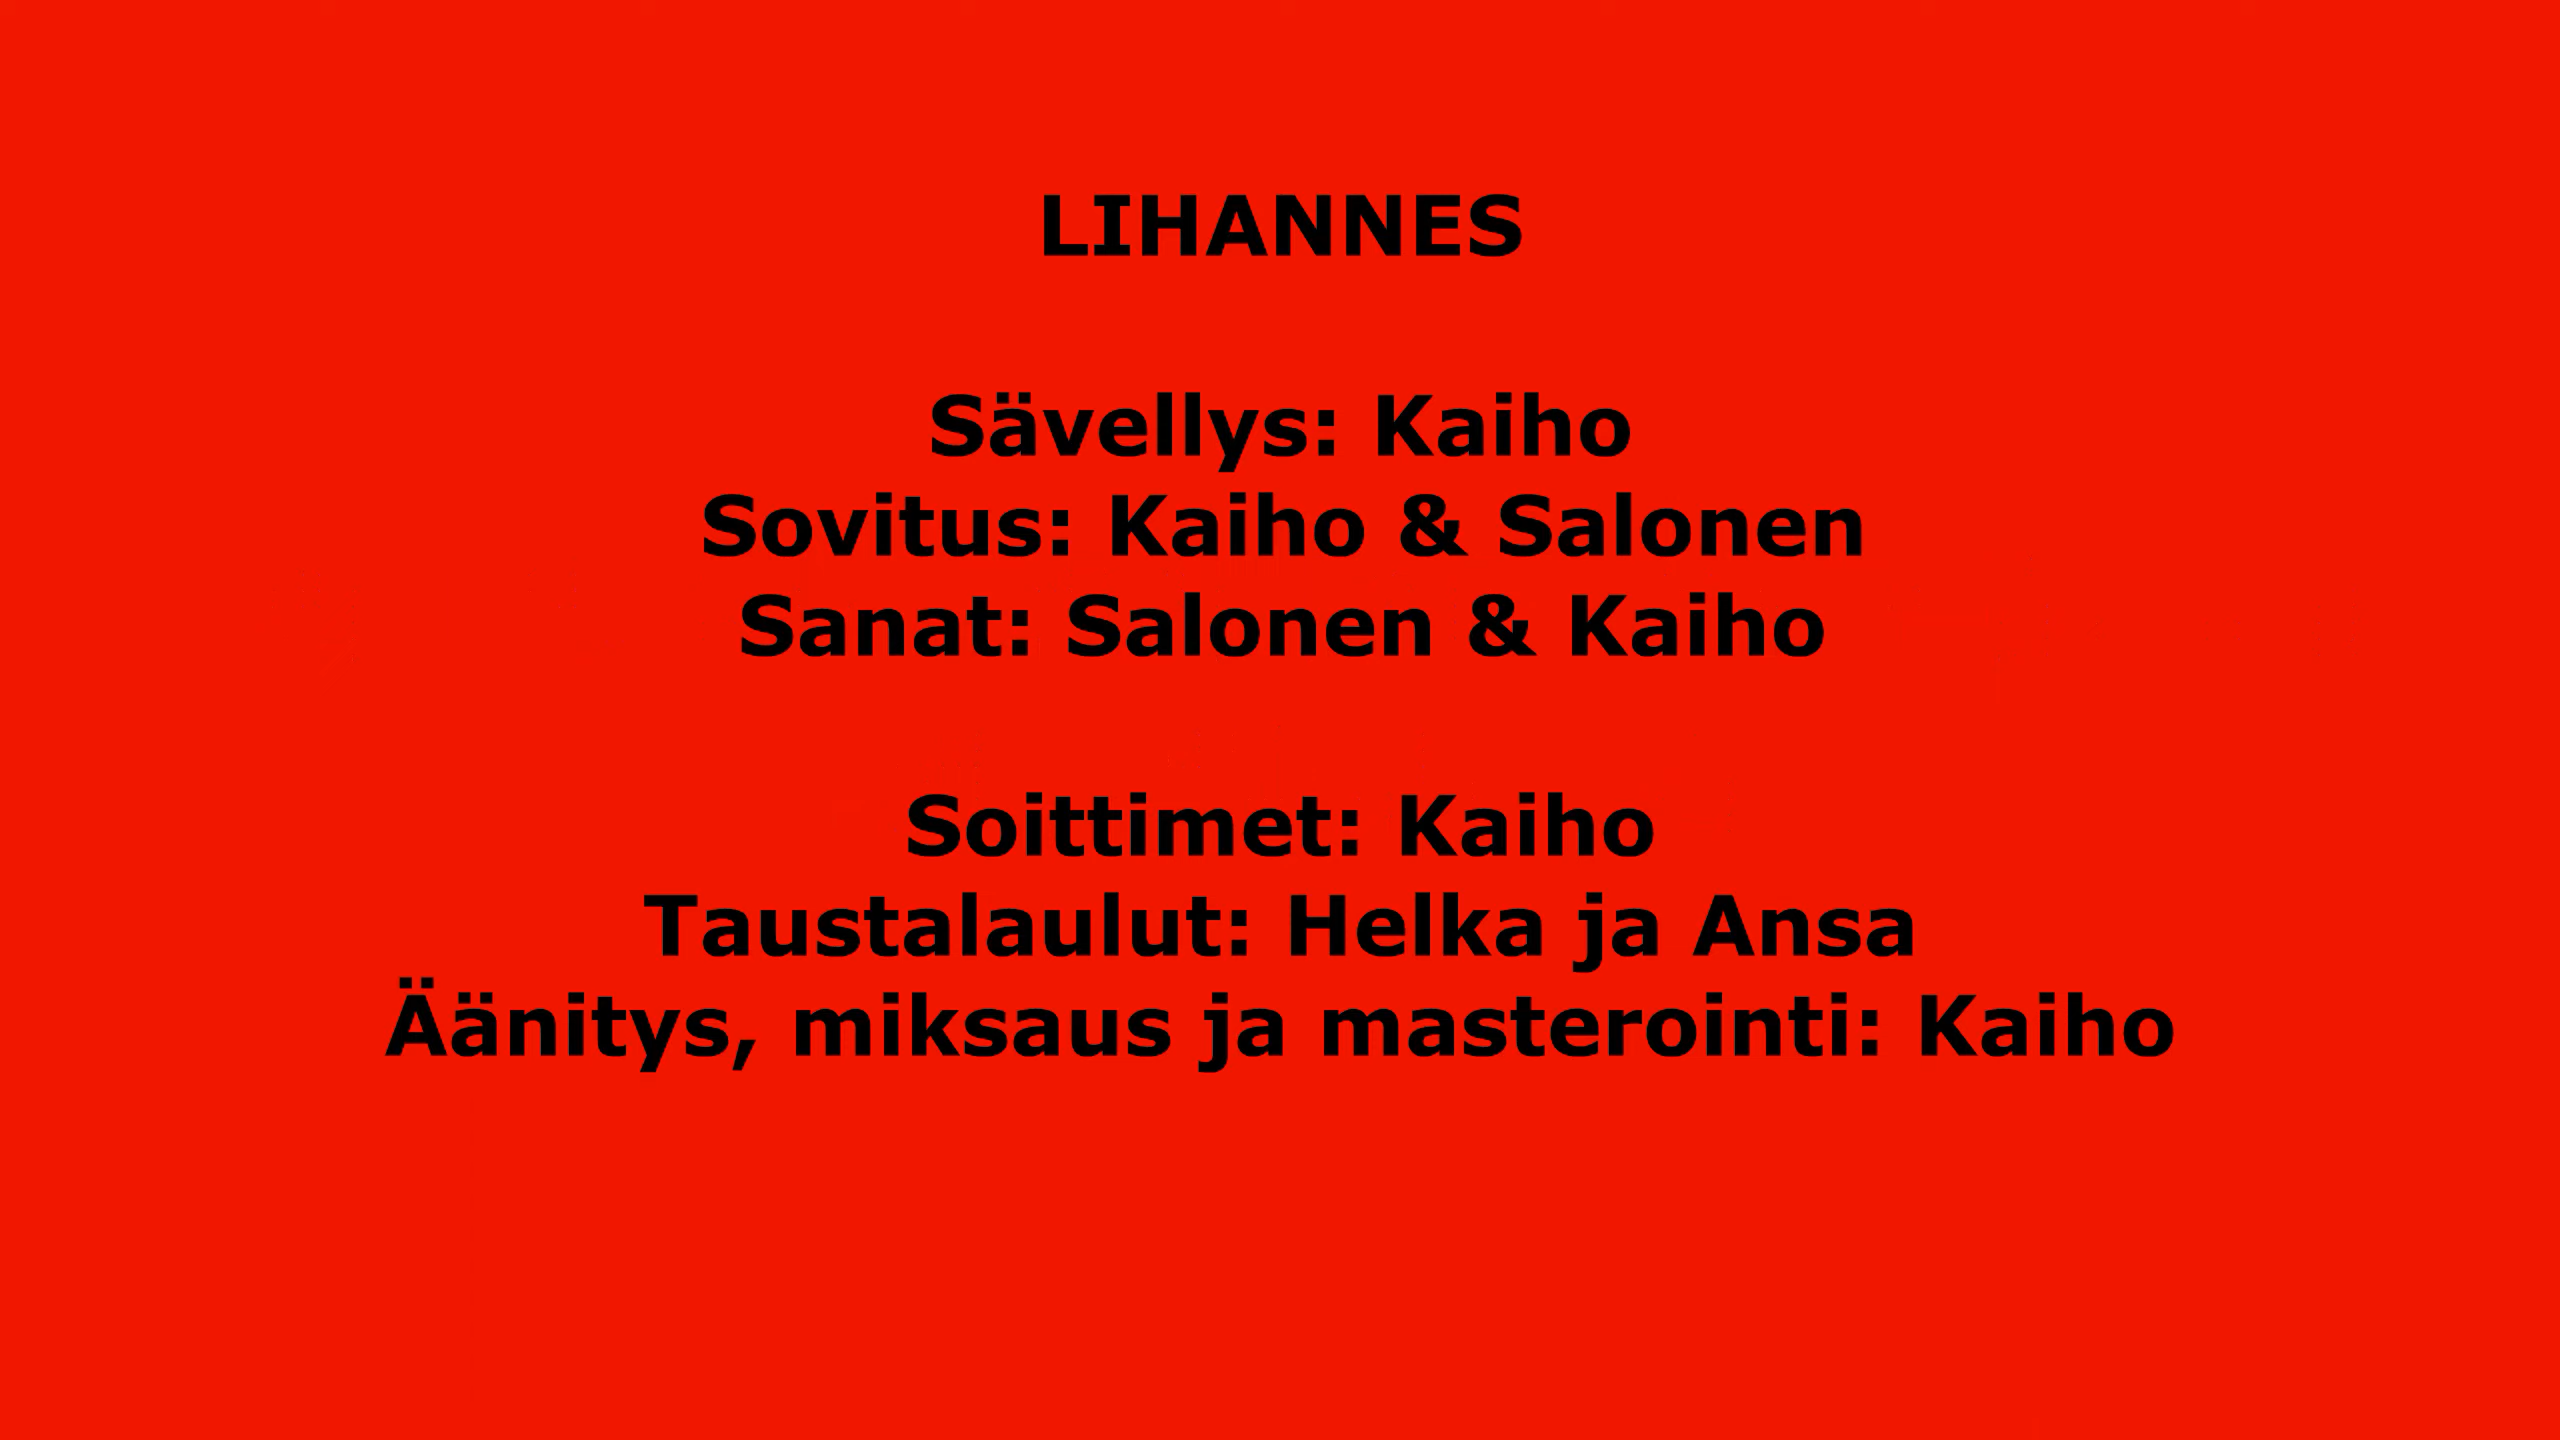 LIHANNES
Sävellys: Kaiho
Sovitus: Kaiho & Salonen
Sanat: Salonen & Kaiho
Soittimet: Kaiho
Taustalaulut: Helka ja Ansa
Äänitys, miksaus ja masterointi: Kaiho